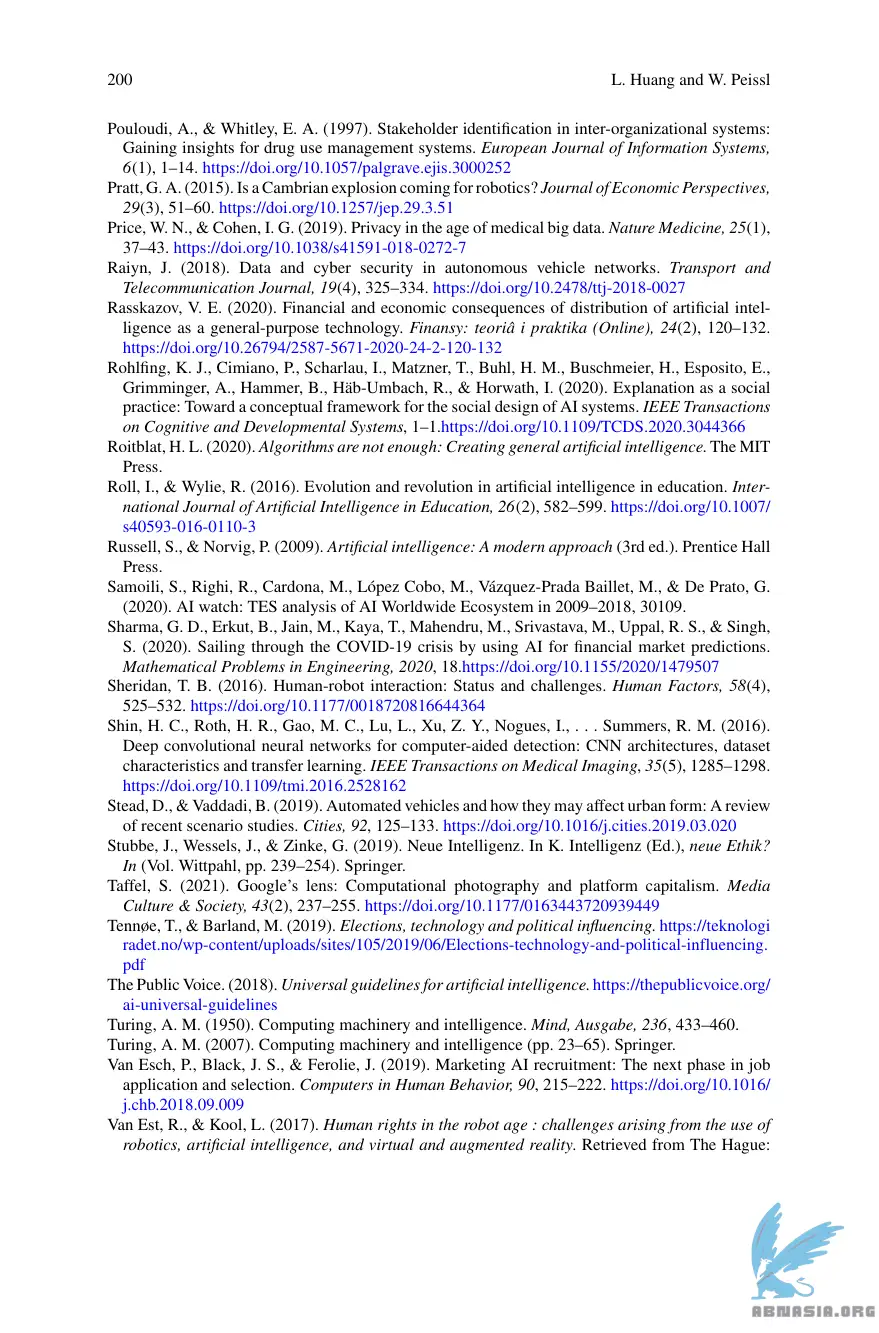 200
L. Huang and W. Peissl
Pouloudi, A., & Whitley, E. A. (1997). Stakeholder identification in inter-organizational systems:
Gaining insights for drug use management systems. European Journal of Information Systems,
6(1), 1–14. https://doi.org/10.1057/palgrave.ejis.3000252
Pratt, G. A. (2015). Is a Cambrian explosion coming for robotics? Journal of Economic Perspectives,
29(3), 51–60. https://doi.org/10.1257/jep.29.3.51
Price, W. N., & Cohen, I. G. (2019). Privacy in the age of medical big data. Nature Medicine, 25(1),
37–43. https://doi.org/10.1038/s41591-018-0272-7
Raiyn, J. (2018). Data and cyber security in autonomous vehicle networks. Transport and
Telecommunication Journal, 19(4), 325–334. https://doi.org/10.2478/ttj-2018-0027
Rasskazov, V. E. (2020). Financial and economic consequences of distribution of artificial intel-
ligence as a general-purpose technology. Finansy: teoriâ i praktika (Online), 24(2), 120–132.
https://doi.org/10.26794/2587-5671-2020-24-2-120-132
Rohlfing, K. J., Cimiano, P., Scharlau, I., Matzner, T., Buhl, H. M., Buschmeier, H., Esposito, E.,
Grimminger, A., Hammer, B., Häb-Umbach, R., & Horwath, I. (2020). Explanation as a social
practice: Toward a conceptual framework for the social design of AI systems. IEEE Transactions
on Cognitive and Developmental Systems, 1–1.https://doi.org/10.1109/TCDS.2020.3044366
Roitblat, H. L. (2020). Algorithms are not enough: Creating general artificial intelligence. The MIT
Press.
Roll, I., & Wylie, R. (2016). Evolution and revolution in artificial intelligence in education. Inter-
national Journal of Artificial Intelligence in Education, 26(2), 582–599. https://doi.org/10.1007/
s40593-016-0110-3
Russell, S., & Norvig, P. (2009). Artificial intelligence: A modern approach (3rd ed.). Prentice Hall
Press.
Samoili, S., Righi, R., Cardona, M., López Cobo, M., Vázquez-Prada Baillet, M., & De Prato, G.
(2020). AI watch: TES analysis of AI Worldwide Ecosystem in 2009–2018, 30109.
Sharma, G. D., Erkut, B., Jain, M., Kaya, T., Mahendru, M., Srivastava, M., Uppal, R. S., & Singh,
S. (2020). Sailing through the COVID-19 crisis by using AI for financial market predictions.
Mathematical Problems in Engineering, 2020, 18.https://doi.org/10.1155/2020/1479507
Sheridan, T. B. (2016). Human-robot interaction: Status and challenges. Human Factors, 58(4),
525–532. https://doi.org/10.1177/0018720816644364
Shin, H. C., Roth, H. R., Gao, M. C., Lu, L., Xu, Z. Y., Nogues, I., . . . Summers, R. M. (2016).
Deep convolutional neural networks for computer-aided detection: CNN architectures, dataset
characteristics and transfer learning. IEEE Transactions on Medical Imaging, 35(5), 1285–1298.
https://doi.org/10.1109/tmi.2016.2528162
Stead, D., & Vaddadi, B. (2019). Automated vehicles and how they may affect urban form: A review
of recent scenario studies. Cities, 92, 125–133. https://doi.org/10.1016/j.cities.2019.03.020
Stubbe, J., Wessels, J., & Zinke, G. (2019). Neue Intelligenz. In K. Intelligenz (Ed.), neue Ethik?
In (Vol. Wittpahl, pp. 239–254). Springer.
Taffel, S. (2021). Google's lens: Computational photography and platform capitalism. Media
Culture & Society, 43(2), 237–255. https://doi.org/10.1177/0163443720939449
Tennøe, T., & Barland, M. (2019). Elections, technology and political influencing. https://teknologi
radet.no/wp-content/uploads/sites/105/2019/06/Elections-technology-and-political-influencing.
pdf
The Public Voice. (2018). Universal guidelines for artificial intelligence. https://thepublicvoice.org/
ai-universal-guidelines
Turing, A. M. (1950). Computing machinery and intelligence. Mind, Ausgabe, 236, 433–460.
Turing, A. M. (2007). Computing machinery and intelligence (pp. 23–65). Springer.
Van Esch, P., Black, J. S., & Ferolie, J. (2019). Marketing AI recruitment: The next phase in job
application and selection. Computers in Human Behavior, 90, 215–222. https://doi.org/10.1016/
j.chb.2018.09.009
Van Est, R., & Kool, L. (2017). Human rights in the robot age : challenges arising from the use of
robotics, artificial intelligence, and virtual and augmented reality. Retrieved from The Hague:
ABNASIA.ORG